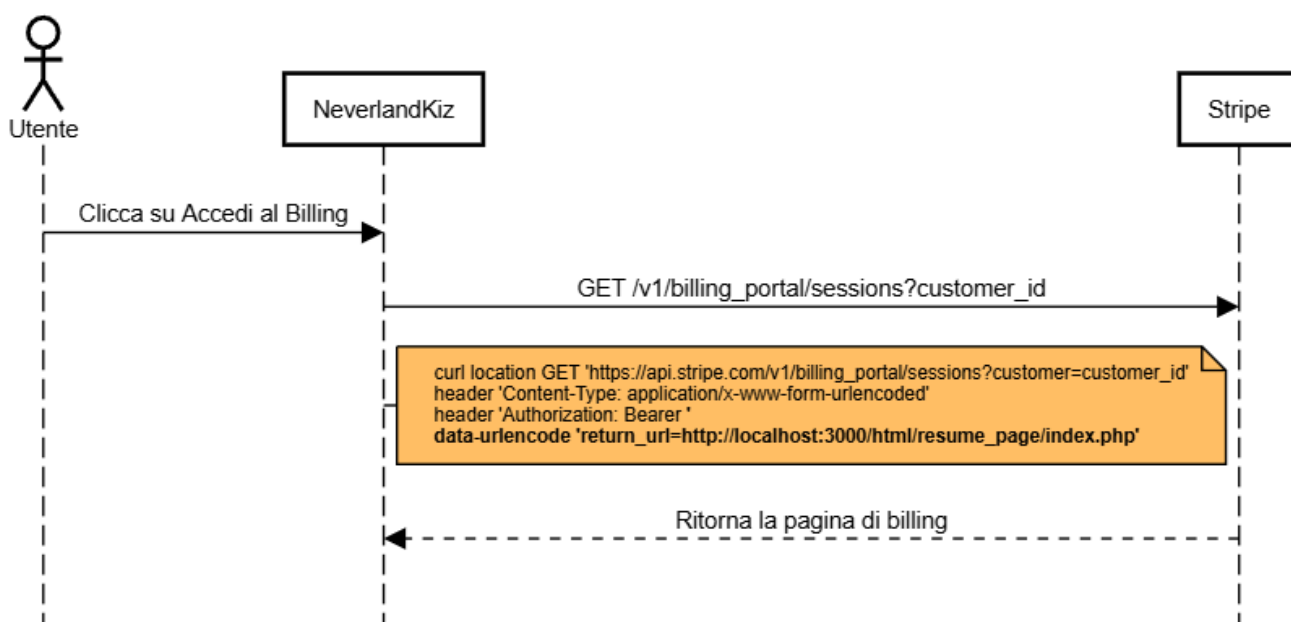 Utente
NeverlandKiz
Stripe
Clicca su Accedi al Billing
GET /v1/billing_portal/sessions?customer_id
curl location GET 'https://api.stripe.com/v1/billing_portal/sessions?customer=customer_id'
header 'Content-Type: application/x-www-form-urlencoded'
header 'Authorization: Bearer '
data-urlencode 'return_url=http://localhost:3000/html/resume_page/index.php'
Ritorna la pagina di billing